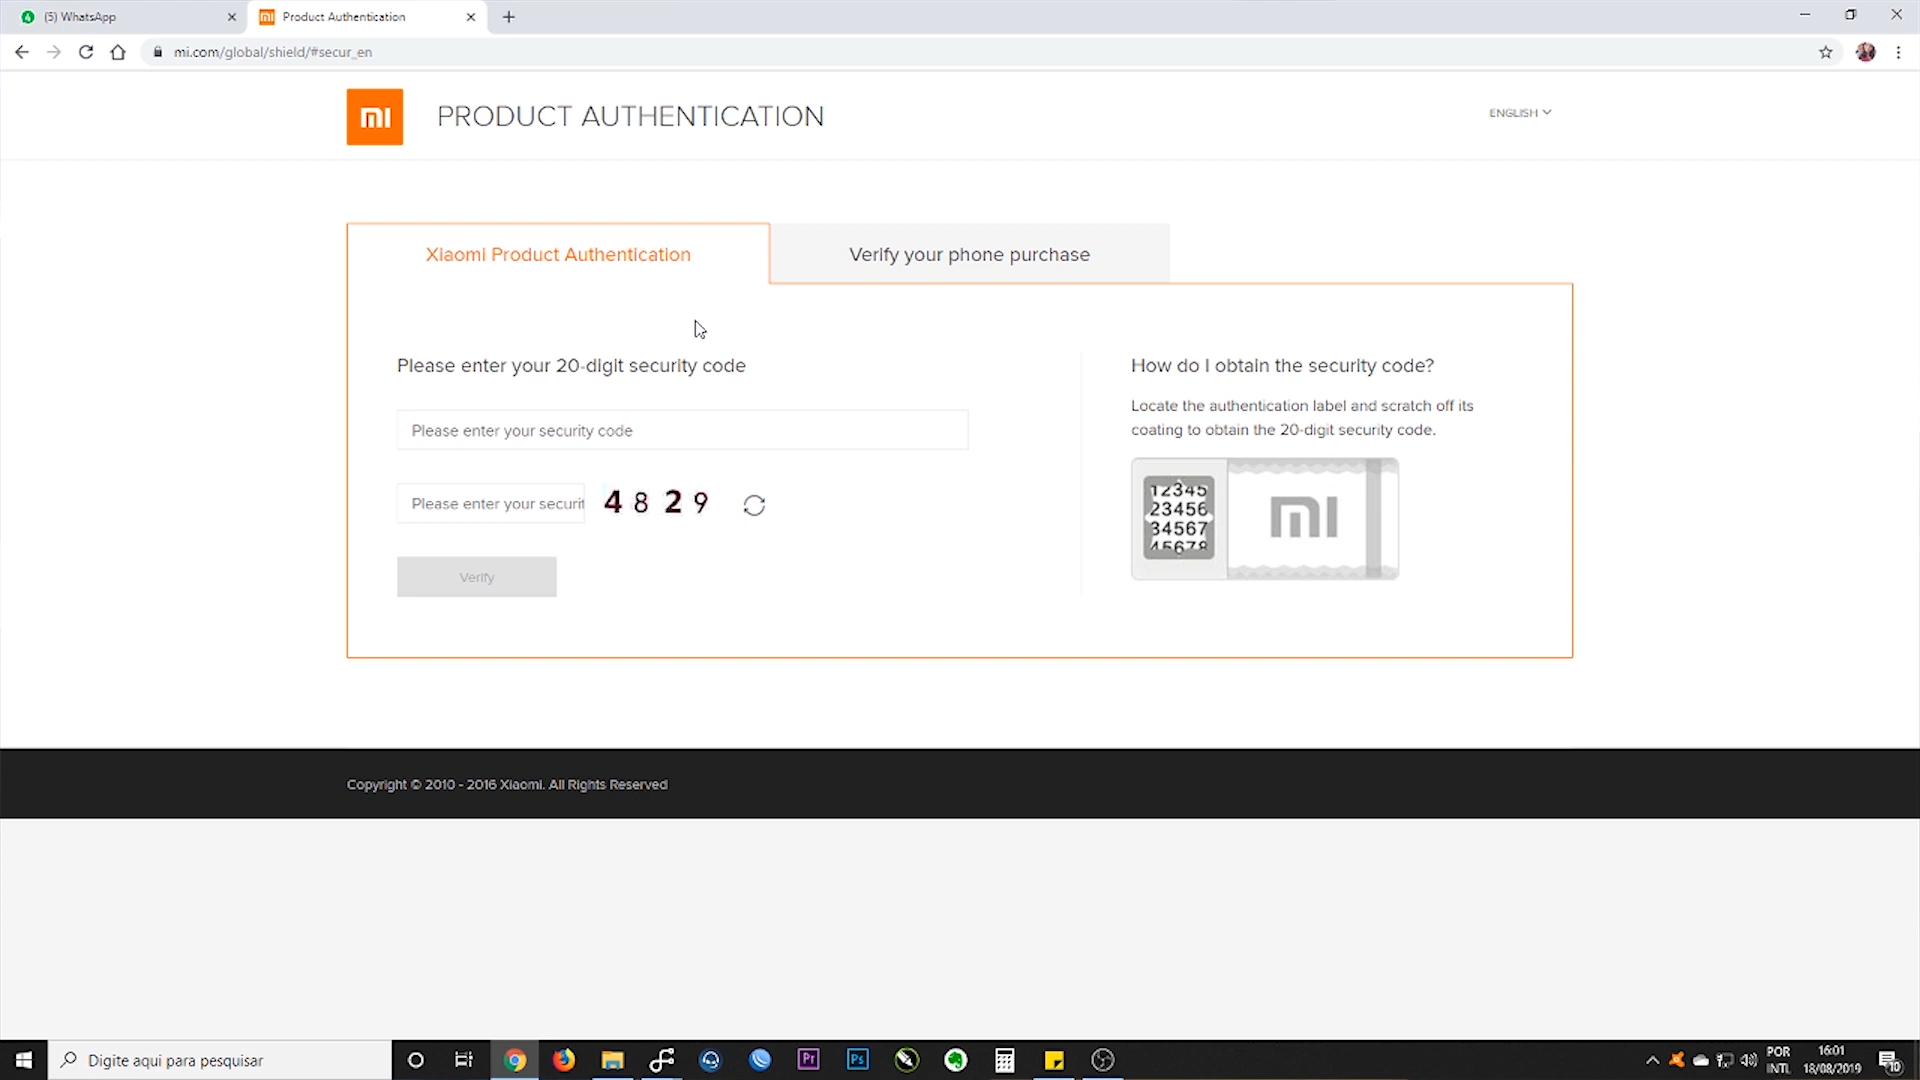 (5) WhatsApp
Product Authentication
mi.com/global/shield/#secur_en
mi
PRODUCT AUTHENTICATION
ENGLISH
Xiaomi Product Authentication
Verify your phone purchase
Please enter your 20-digit security code
How do I obtain the security code?
Please enter your security code
Locate the authentication label and scratch off its
coating to obtain the 20-digit security code.
Please enter your securit
4 8 2 9
12345
23456
34567
45678
mi
Verify
Copyright © 2010 - 2016 Xiaomi. All Rights Reserved
Digite aqui para pesquisar
Pr
Ps
POR
INTL
16:01
18/08/2019
10